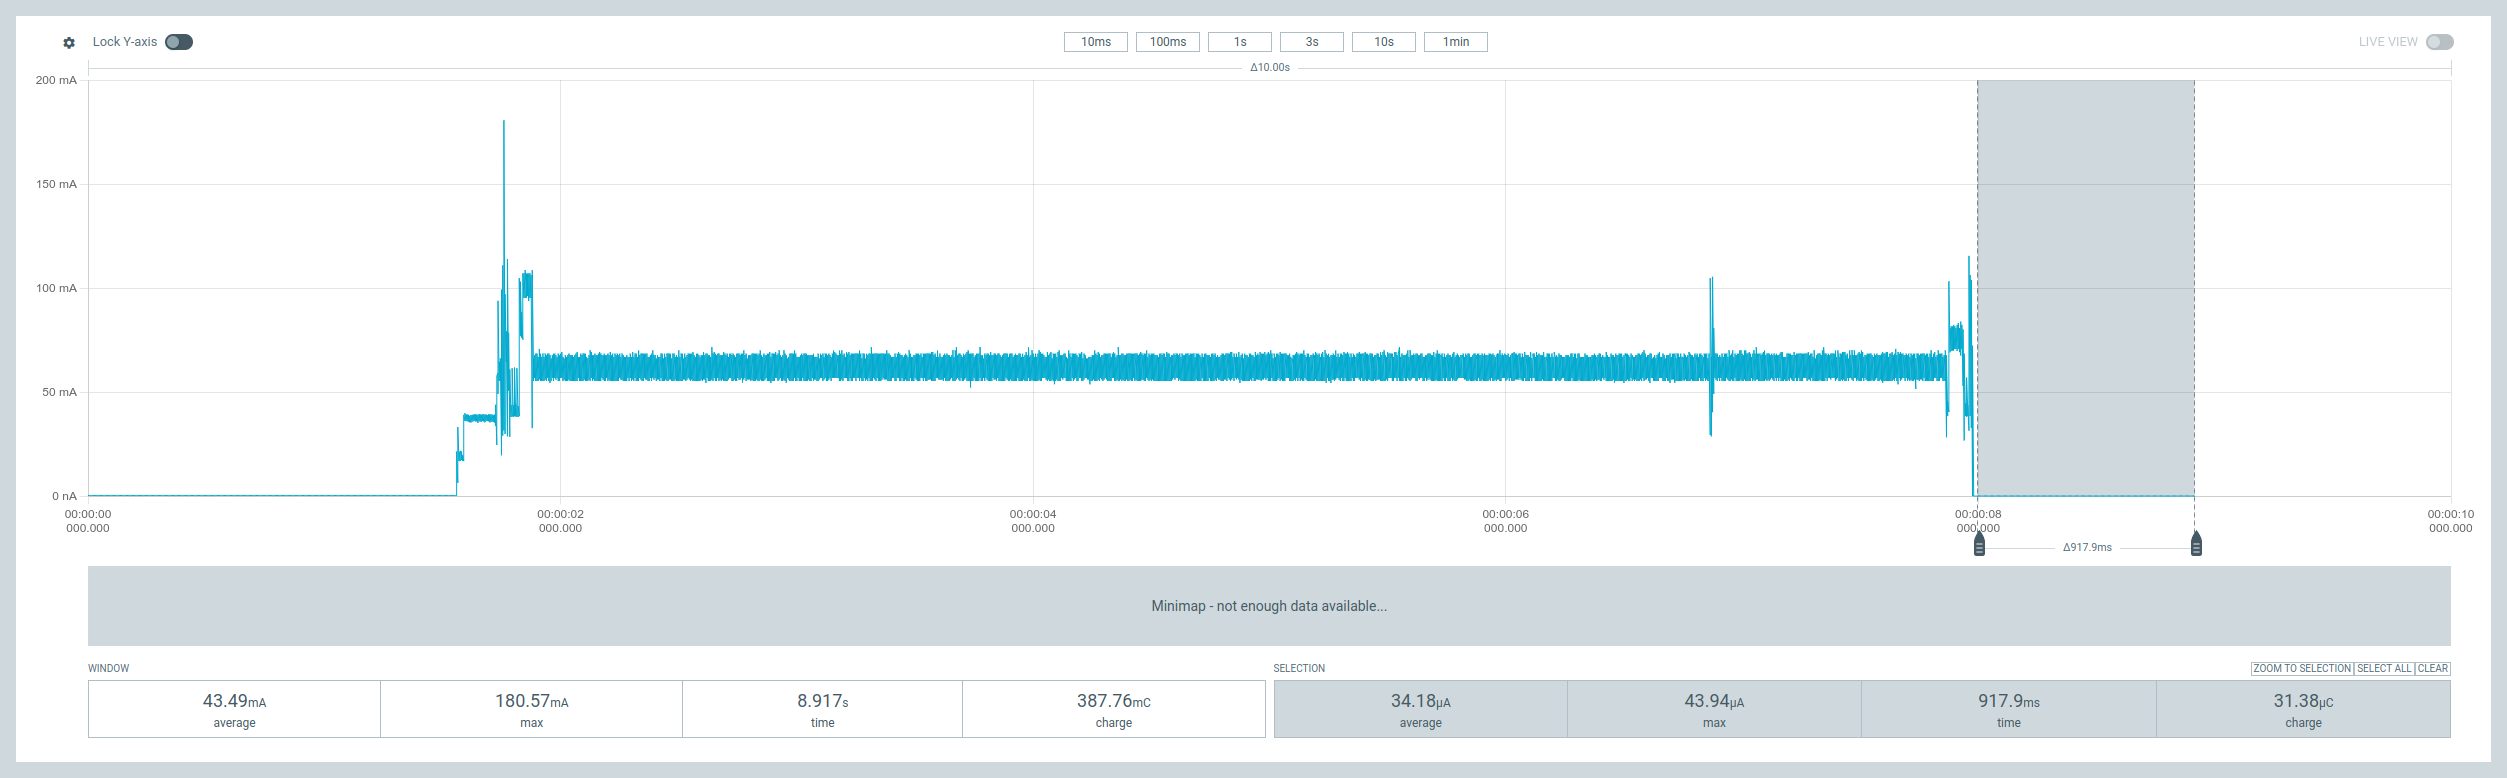 Lock Y-axis
10ms 100ms 1s 3s 10s 1min
LIVE VIEW
Δ10.00s
200 mA
150 mA
100 mA
50 mA
0 nA
00:00:00 00:00:02 00:00:04 00:00:06 00:00:08 00:00:10
000.000 000.000 000.000 000.000 000.000 000.000
Δ917.9ms
Minimap - not enough data available...
WINDOW
43.49mA 180.57mA 8.917s 387.76mC
average max time charge
SELECTION
ZOOM TO SELECTION SELECT ALL CLEAR
34.18µA 43.94µA 917.9ms 31.38µC
average max time charge